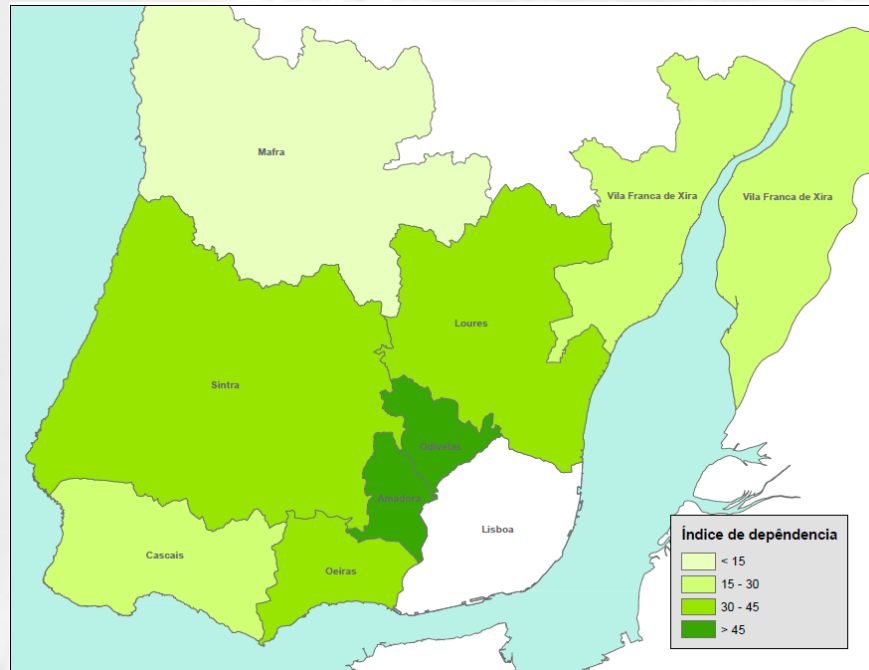 Mafra
Vila Franca de Xira
Vila Franca de Xira
Loures
Sintra
Odivelas
Amadora
Lisboa
Cascais
Oeiras
Índice de depêndencia
< 15
15 - 30
30 - 45
> 45